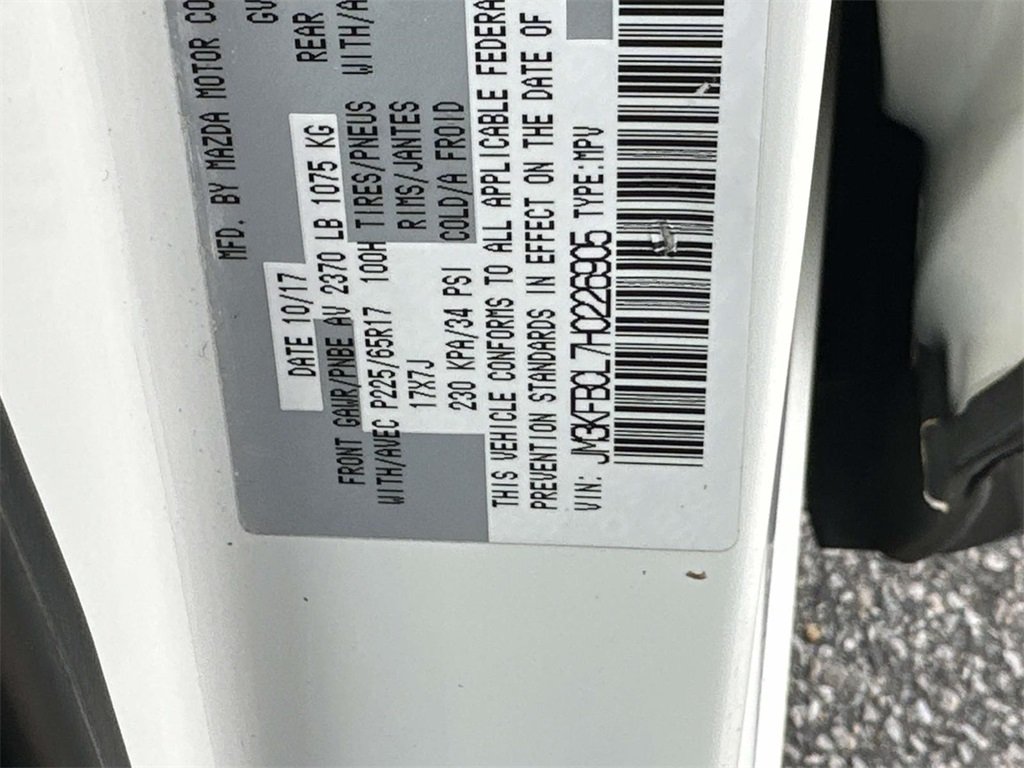 MFD. BY MAZDA MOTOR CO
DATE 10/17 GV
FRONT GAWR/PNBE AV 2370 LB 1075 KG REAR
WITH/AVEC P225/65R17 100H TIRES/PNEUS WITH/A
17X7J RIMS/JANTES
230 KPA/34 PSI COLD/A FROID
THIS VEHICLE CONFORMS TO ALL APPLICABLE FEDERA
PREVENTION STANDARDS IN EFFECT ON THE DATE OF
VIN: JM3KFBCL7H0226905 TYPE:MPV